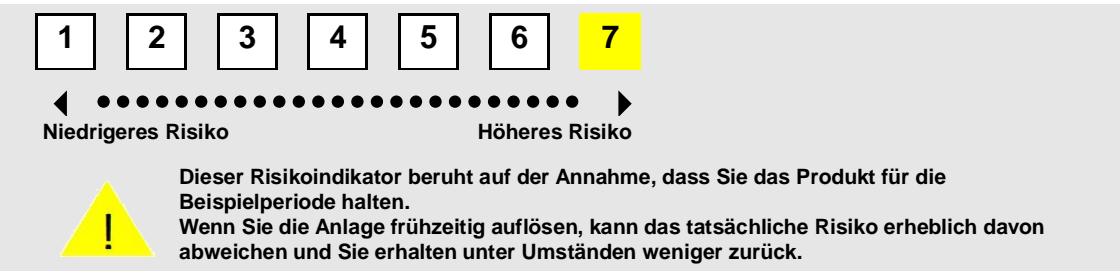 1 2 3 4 5 6 7
Niedrigeres Risiko Höheres Risiko
Dieser Risikoindikator beruht auf der Annahme, dass Sie das Produkt für die
Beispielperiode halten.
Wenn Sie die Anlage frühzeitig auflösen, kann das tatsächliche Risiko erheblich davon
abweichen und Sie erhalten unter Umständen weniger zurück.
!